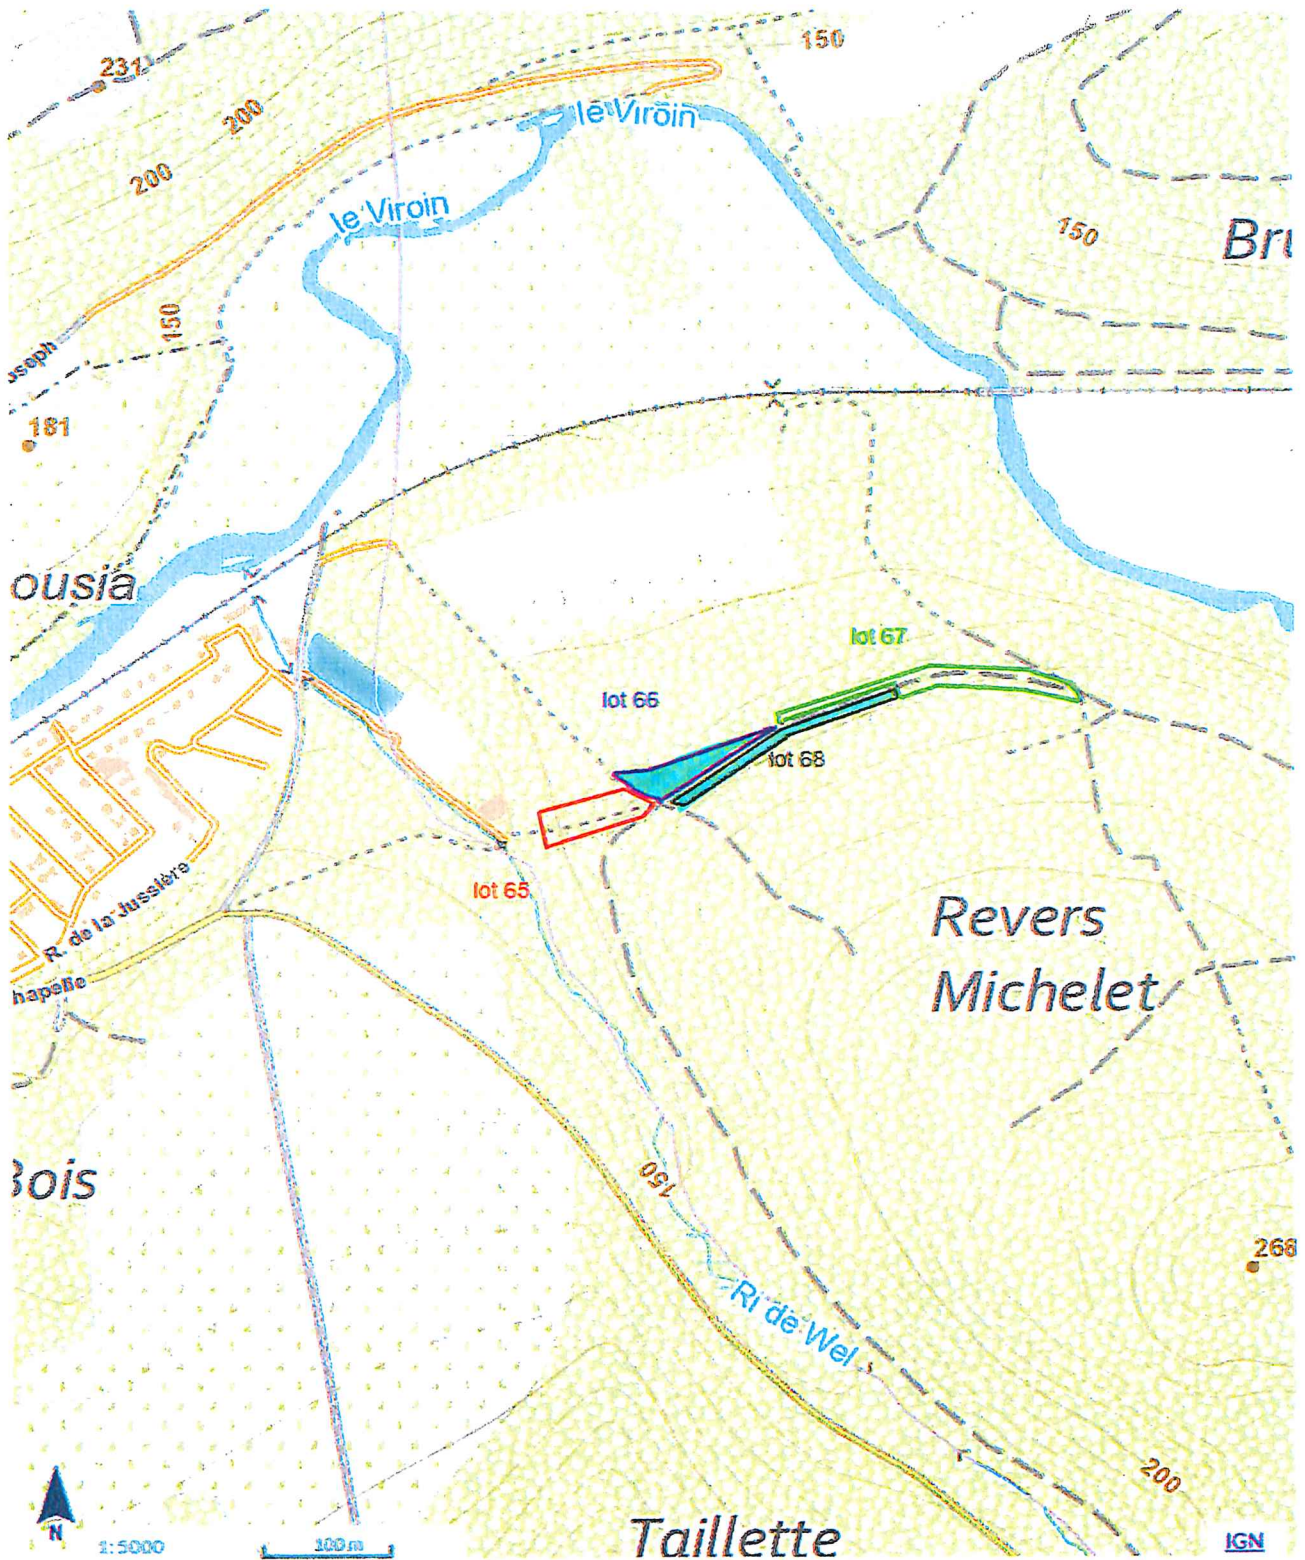 150
231
200
le Viroin
200
le Viroin
150
Bru
150
oseph
181
ousia
lot 67
lot 66
lot 68
lot 65
R. de la Jussière
Revers
Michelet
hapelle
150
Bois
268
Ri de Wel
200
N
1:5000
100 m
Taillette
IGN